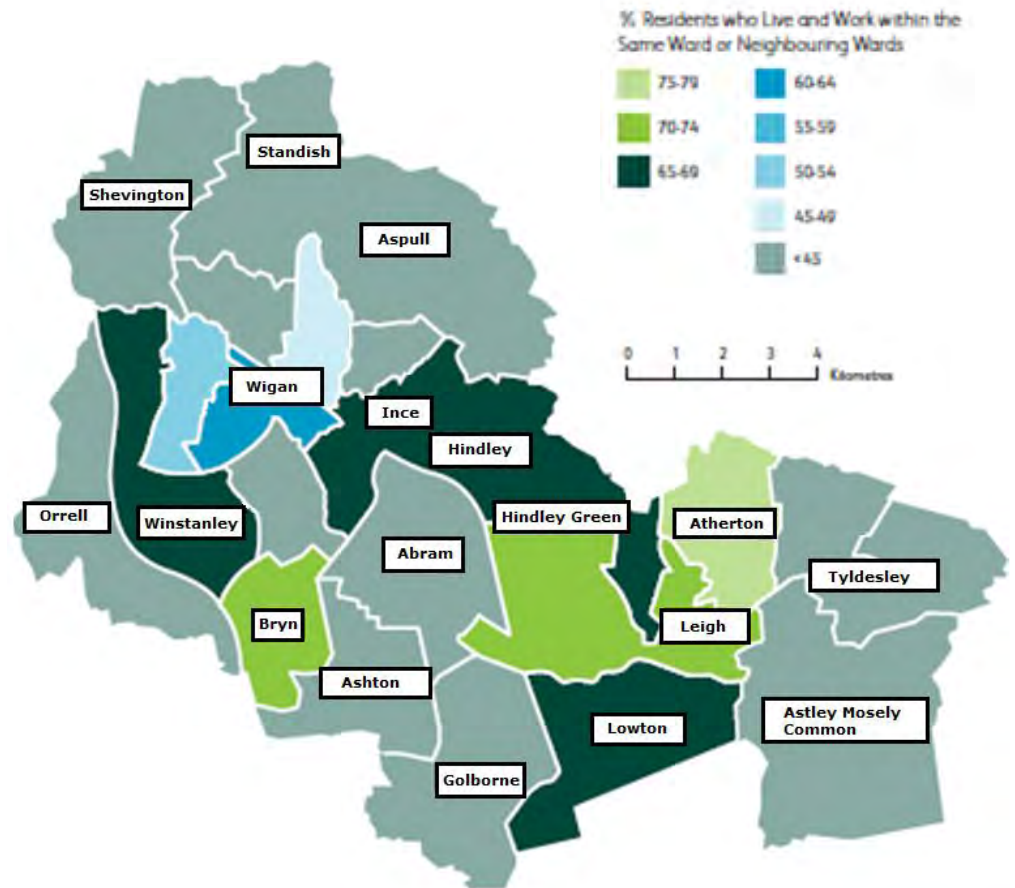 % Residents who Live and Work within the
Same Ward or Neighbouring Wards
75-79
60-64
70-74
55-59
65-69
50-54
45-49
<45
0 1 2 3 4
Kilometres
Standish
Shevington
Aspull
Wigan
Ince
Hindley
Orrell
Winstanley
Hindley Green
Atherton
Abram
Tyldesley
Bryn
Leigh
Ashton
Astley Mosely
Common
Lowton
Golborne